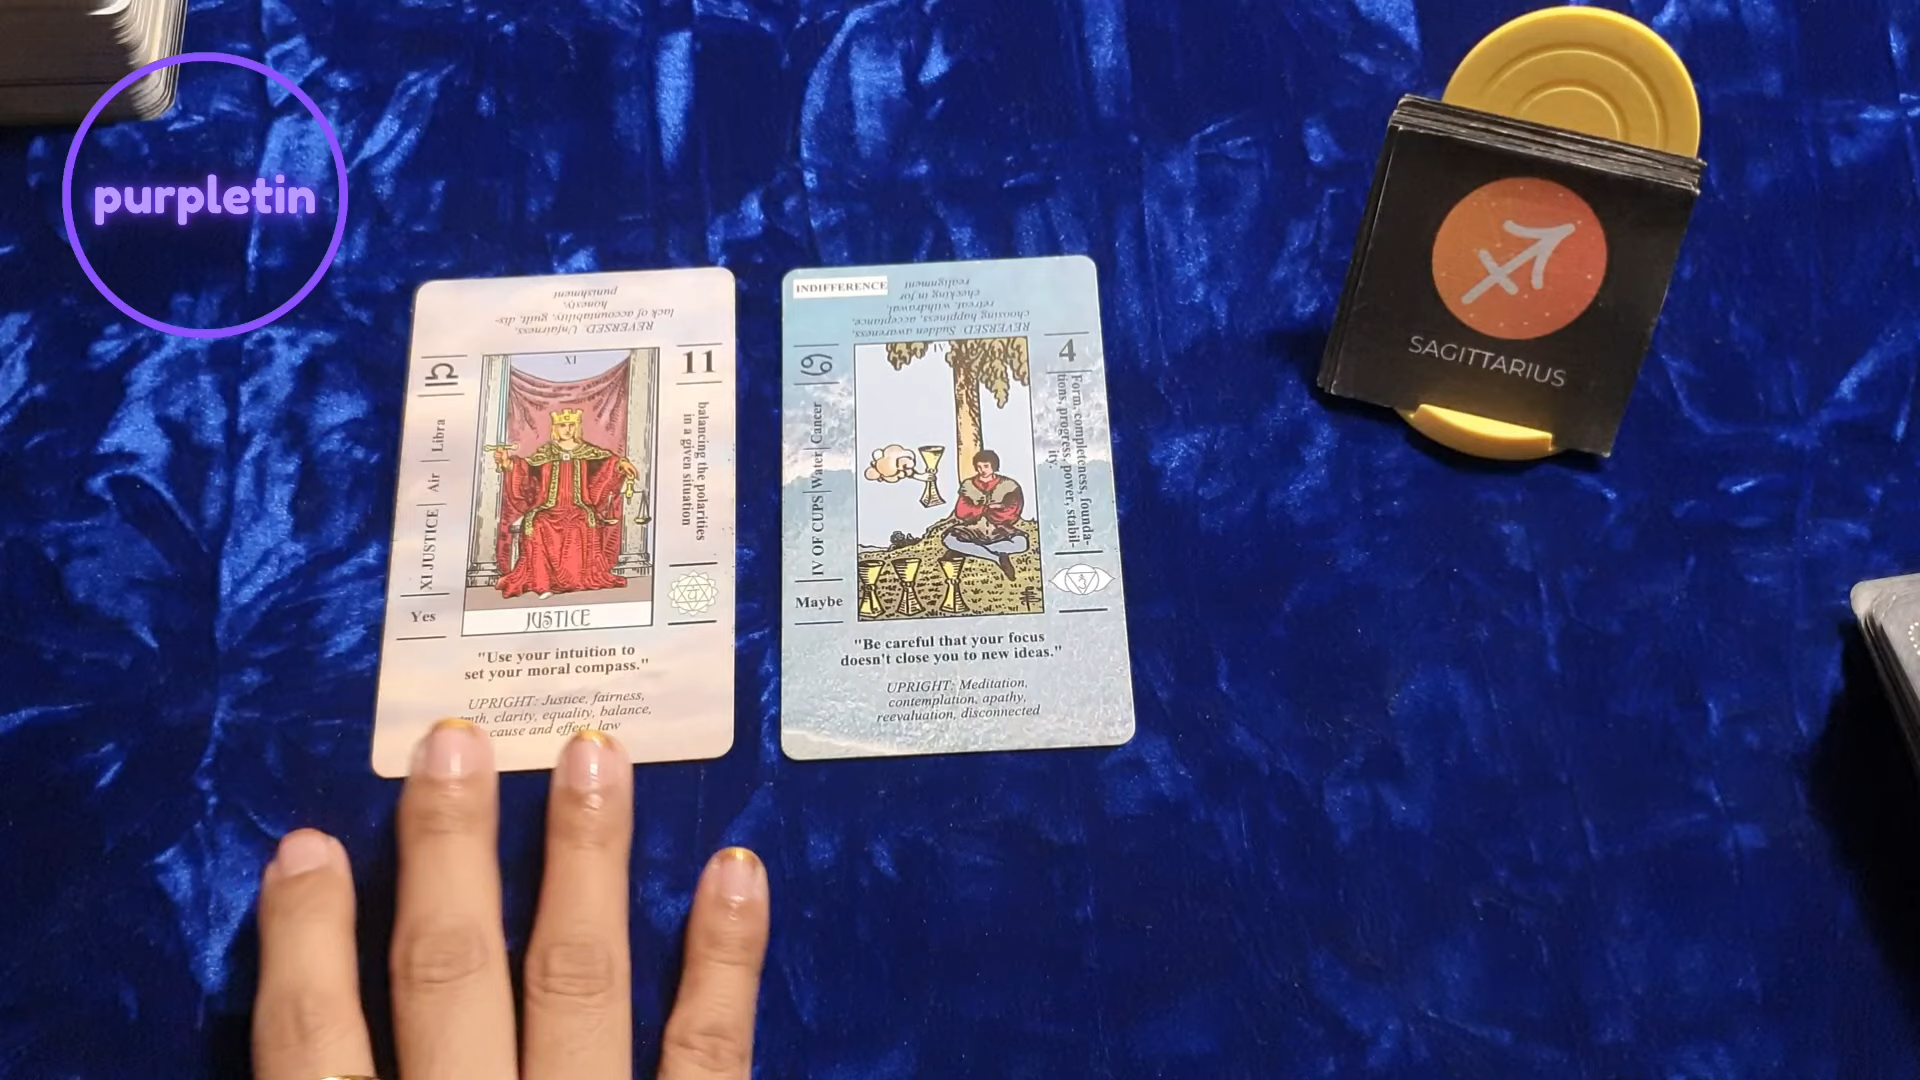 purpletin
REVERSED: Unfairness,
lack of accountability, guilt, dis-
honesty,
punishment
♎
Libra
Air
XI JUSTICE
Yes
XI
JUSTICE
11
balancing the polarities
in a given situation
"Use your intuition to
set your moral compass."
UPRIGHT: Justice, fairness,
clarity, equality, balance,
cause and effect, law
INDIFFERENCE
REVERSED: Sudden awareness
choosing happiness, acceptance,
retreat, withdrawal,
checking in for
realignment
♋
Cancer
Water
IV OF CUPS
Maybe
IV
4
Form, completeness, founda-
tions, progress, power, stabil-
ity.
"Be careful that your focus
doesn't close you to new ideas."
UPRIGHT: Meditation,
contemplation, apathy,
reevaluation, disconnected
SAGITTARIUS